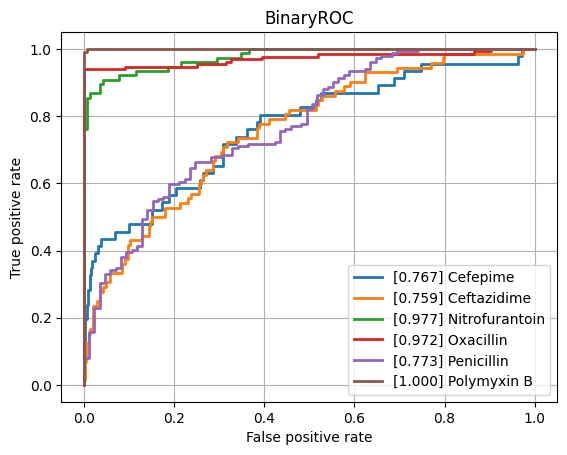 BinaryROC
True positive rate
1.0
0.8
0.6
0.4
0.2
0.0
[0.767] Cefepime
[0.759] Ceftazidime
[0.977] Nitrofurantoin
[0.972] Oxacillin
[0.773] Penicillin
[1.000] Polymyxin B
0.0 0.2 0.4 0.6 0.8 1.0
False positive rate